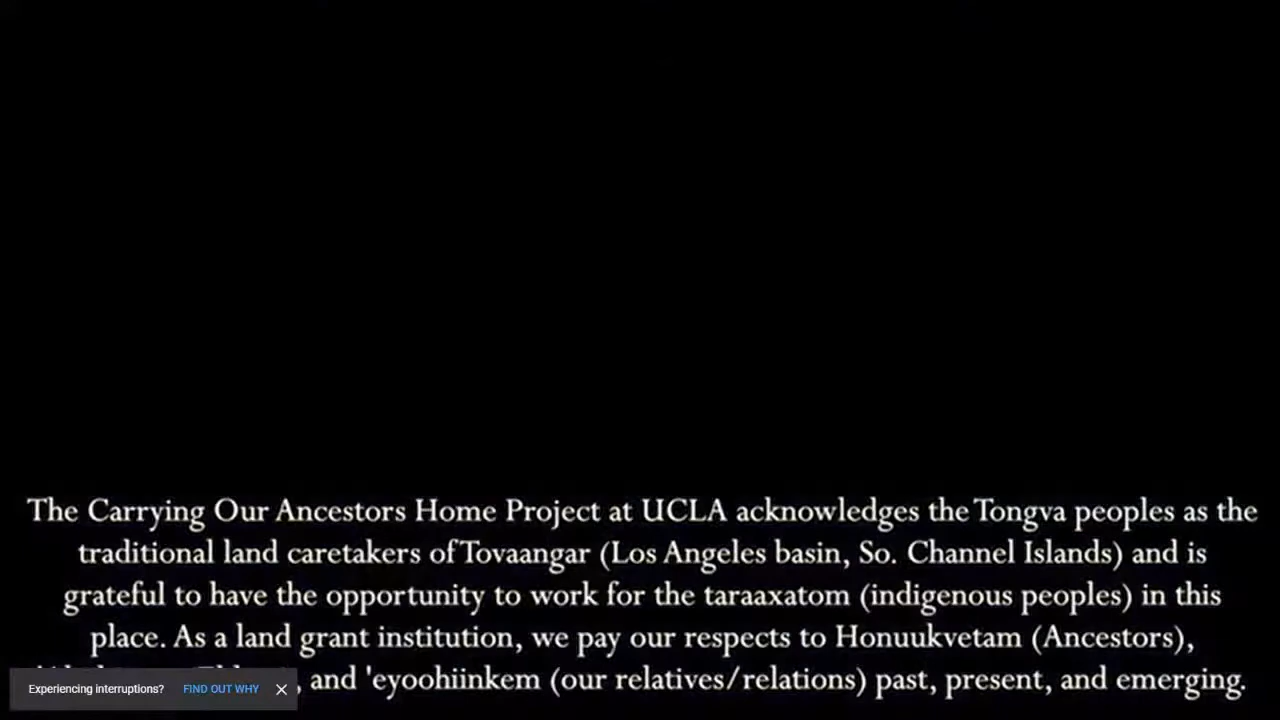 The Carrying Our Ancestors Home Project at UCLA acknowledges the Tongva peoples as the
traditional land caretakers of Tovaangar (Los Angeles basin, So. Channel Islands) and is
grateful to have the opportunity to work for the taraaxatom (indigenous peoples) in this
place. As a land grant institution, we pay our respects to Honuukvetam (Ancestors),
, and 'eyoohiinkem (our relatives/relations) past, present, and emerging.
Experiencing interruptions? FIND OUT WHY